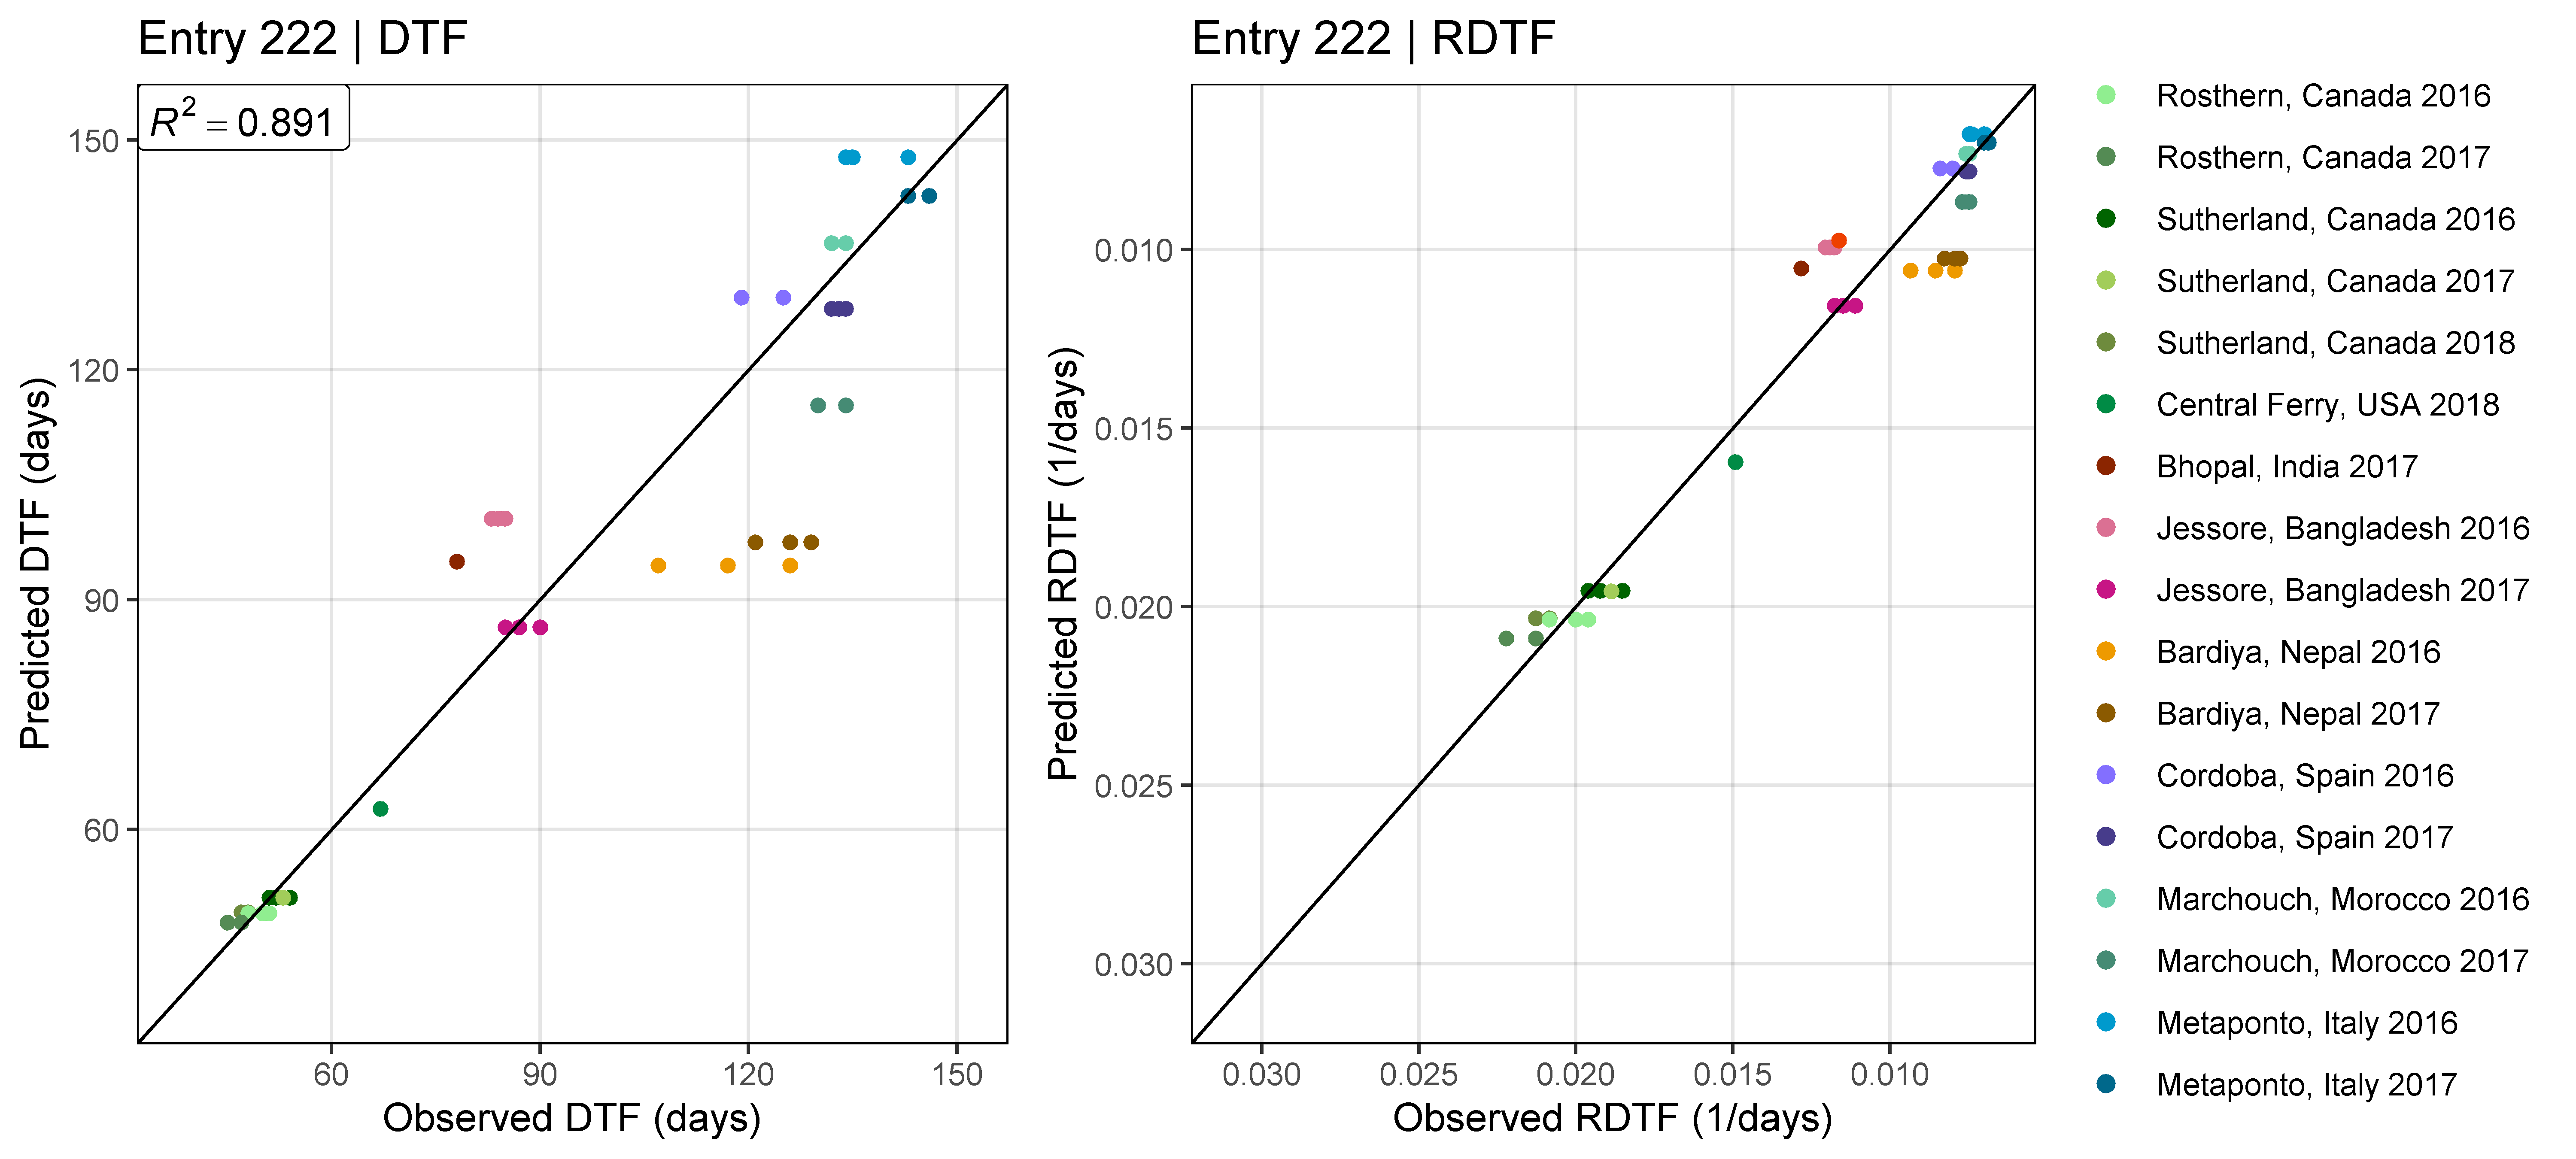 Entry 222 | DTF
R² = 0.891
150
120
90
60
Predicted DTF (days)
60
90
120
150
Observed DTF (days)
Entry 222 | RDTF
0.010
0.015
0.020
0.025
0.030
Predicted RDTF (1/days)
0.030
0.025
0.020
0.015
0.010
Observed RDTF (1/days)
Rosthern, Canada 2016
Rosthern, Canada 2017
Sutherland, Canada 2016
Sutherland, Canada 2017
Sutherland, Canada 2018
Central Ferry, USA 2018
Bhopal, India 2017
Jessore, Bangladesh 2016
Jessore, Bangladesh 2017
Bardiya, Nepal 2016
Bardiya, Nepal 2017
Cordoba, Spain 2016
Cordoba, Spain 2017
Marchouch, Morocco 2016
Marchouch, Morocco 2017
Metaponto, Italy 2016
Metaponto, Italy 2017